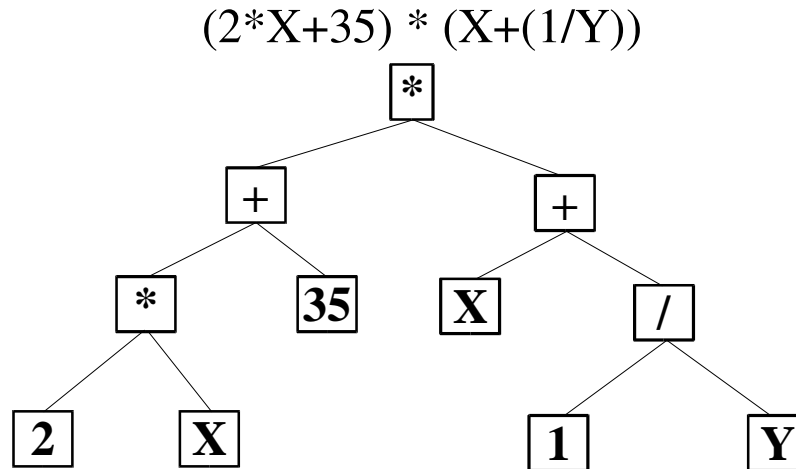 (2*X+35) * (X+(1/Y))
*
+ +
* 35 X /
2 X 1 Y